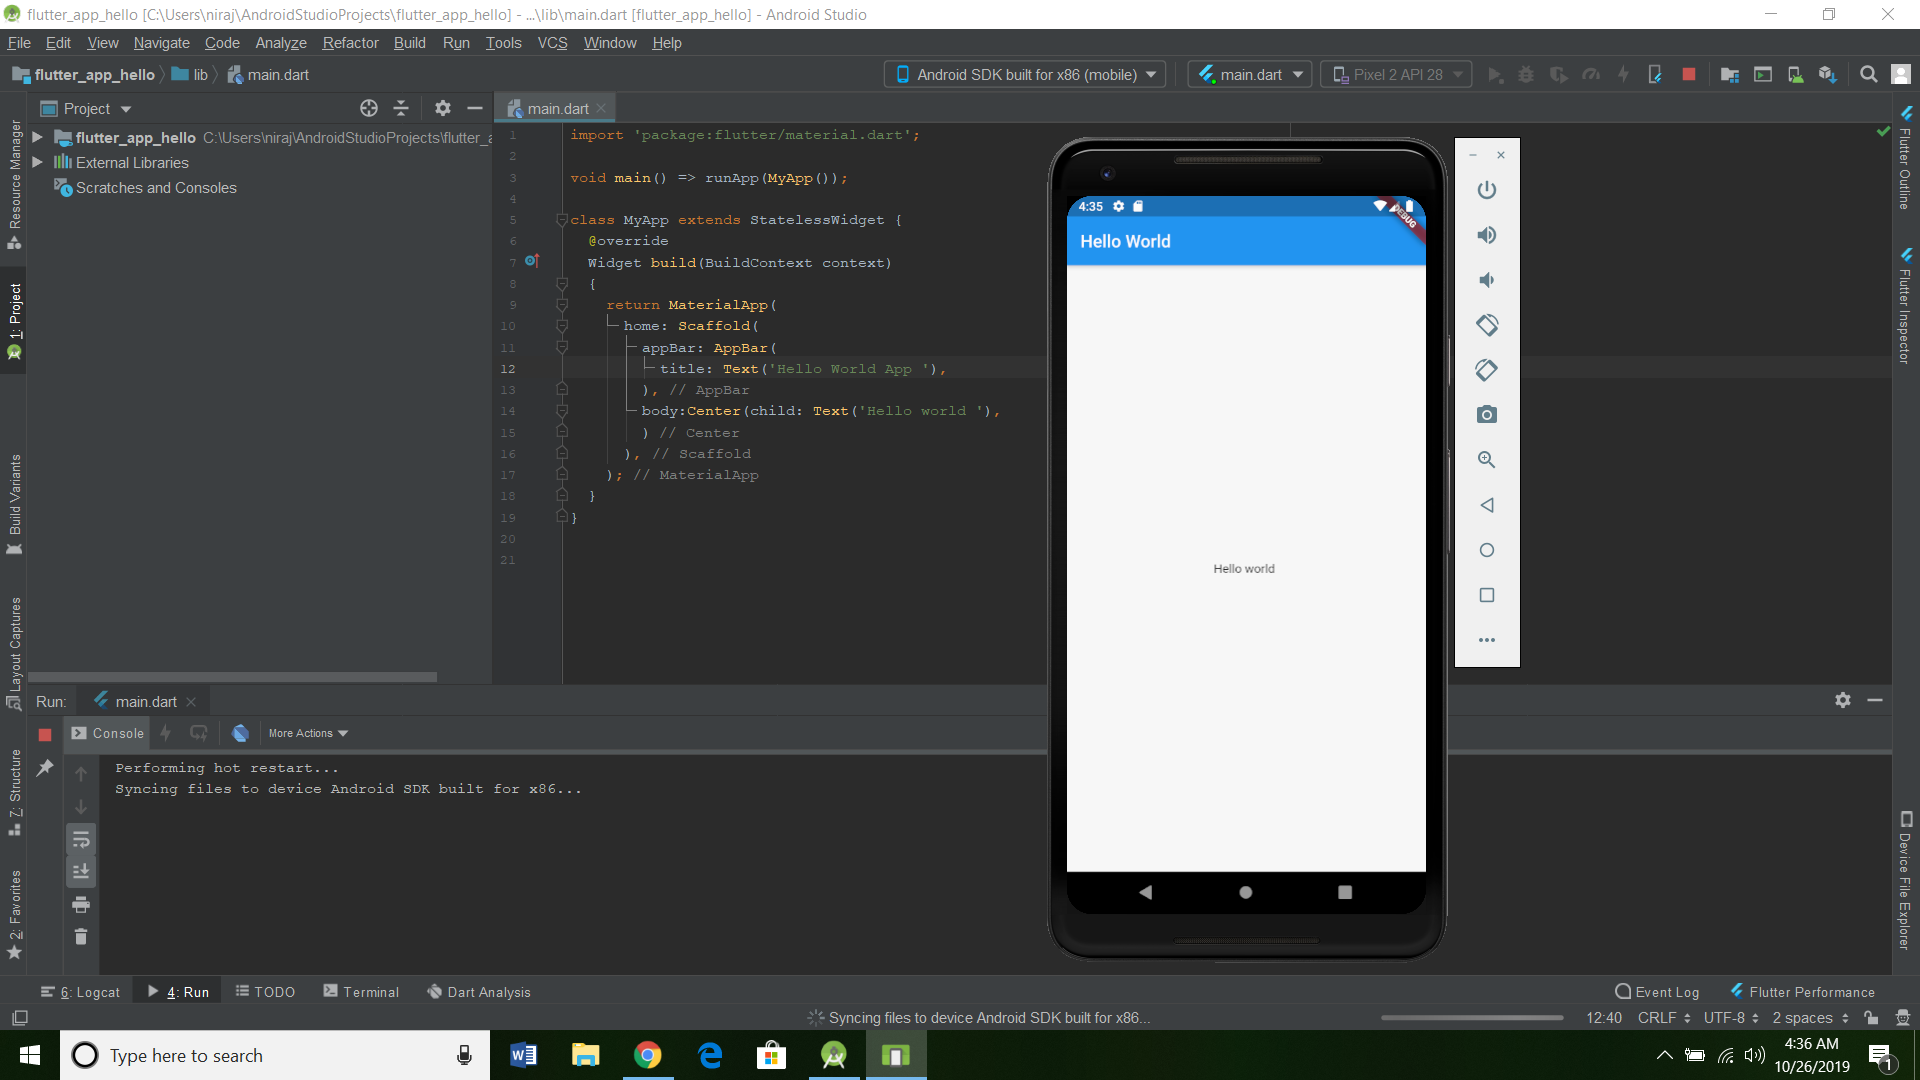 flutter_app_hello [C:\Users\niraj\AndroidStudioProjects\flutter_app_hello] - ...\lib\main.dart [flutter_app_hello] - Android Studio
File Edit View Navigate Code Analyze Refactor Build Run Tools VCS Window Help
flutter_app_hello lib main.dart
Android SDK built for x86 (mobile) main.dart Pixel 2 API 28
Project
main.dart
flutter_app_hello C:\Users\niraj\AndroidStudioProjects\flutter_a
External Libraries
Scratches and Consoles
Resource Manager
1: Project
Build Variants
Layout Captures
7: Structure
2: Favorites
1 import 'package:flutter/material.dart';
2
3 void main() => runApp(MyApp());
4
5 class MyApp extends StatelessWidget {
6 @override
7 Widget build(BuildContext context)
8 {
9 return MaterialApp(
10 home: Scaffold(
11 appBar: AppBar(
12 title: Text('Hello World App '),
13 ), // AppBar
14 body:Center(child: Text('Hello world '),
15 ) // Center
16 ), // Scaffold
17 ); // MaterialApp
18 }
19 }
20
21
4:35
DEBUG
Hello World
Hello world
Flutter Outline
Flutter Inspector
Device File Explorer
Run: main.dart
Console More Actions
Performing hot restart...
Syncing files to device Android SDK built for x86...
6: Logcat 4: Run TODO Terminal Dart Analysis Event Log Flutter Performance
Syncing files to device Android SDK built for x86... 12:40 CRLF UTF-8 2 spaces
Type here to search
4:36 AM
10/26/2019
1